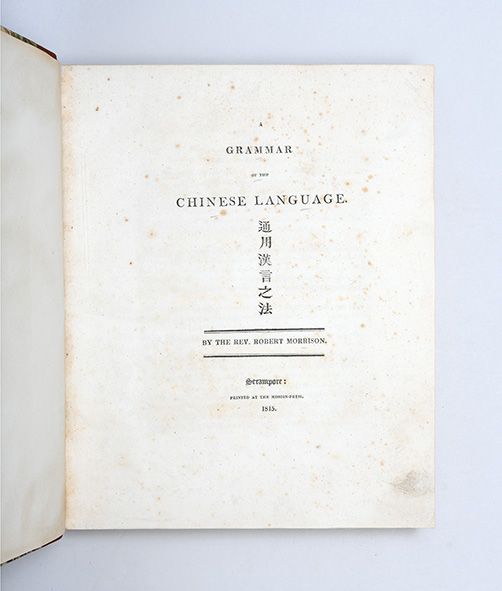 A
GRAMMAR
OF THE
CHINESE LANGUAGE.
通用漢言之法
BY THE REV. ROBERT MORRISON.
Serampore:
PRINTED AT THE MISSION-PRESS.
1815.